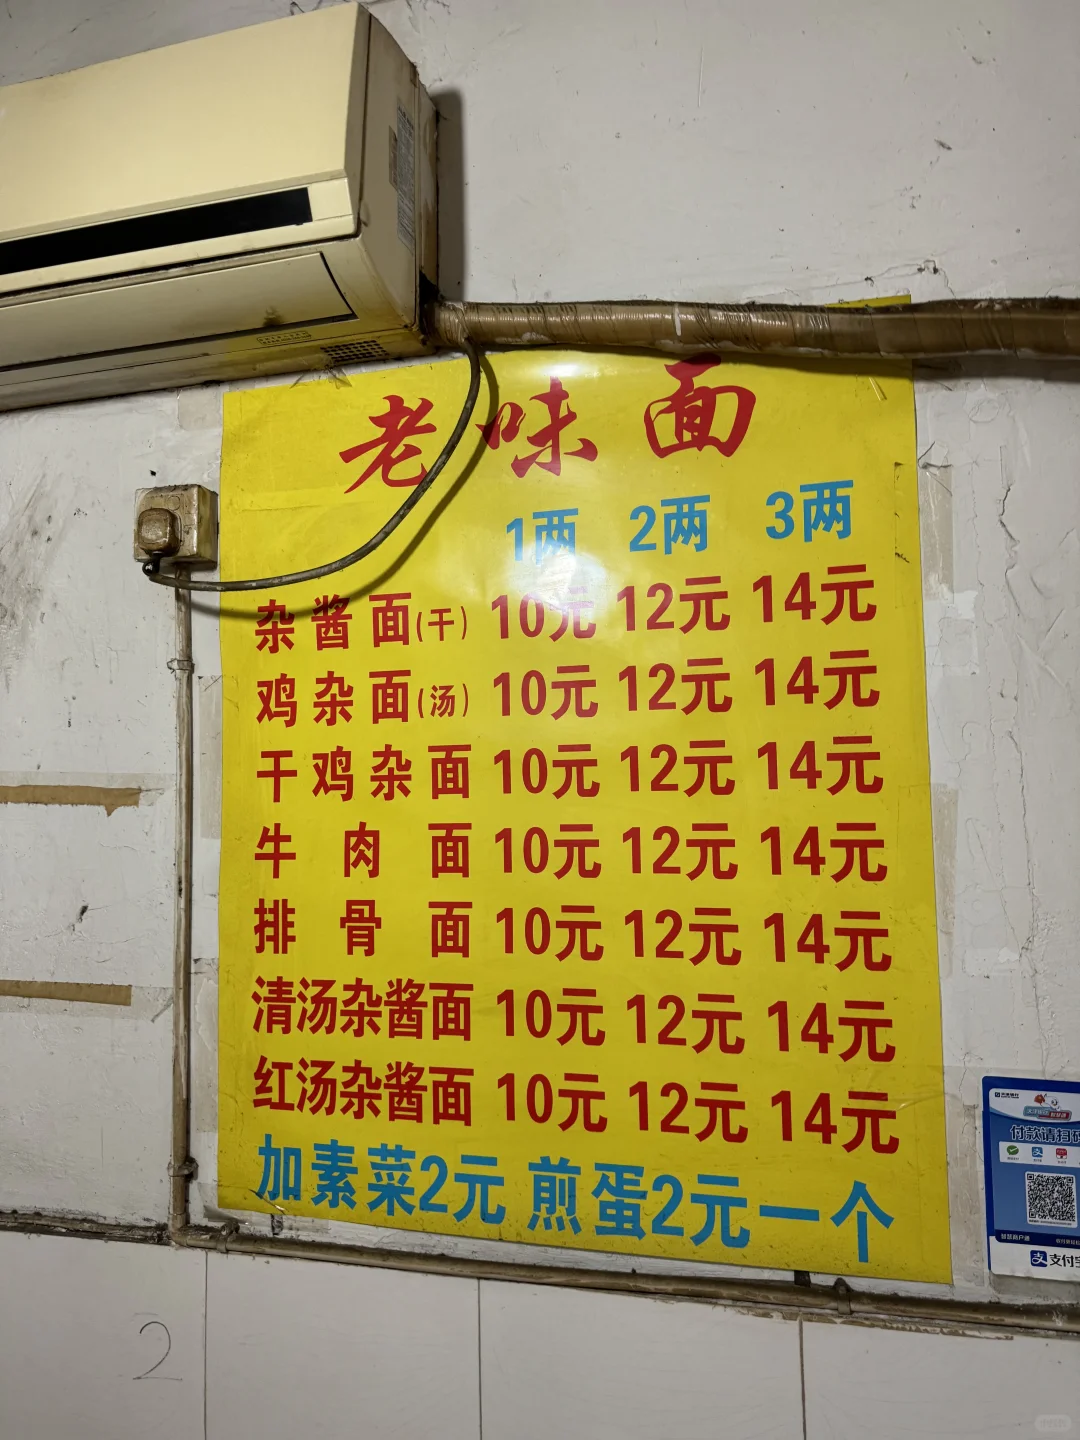 老味面
1两 2两 3两
杂酱面(干) 10元 12元 14元
鸡杂面(汤) 10元 12元 14元
干鸡杂面 10元 12元 14元
牛肉面 10元 12元 14元
排骨面 10元 12元 14元
清汤杂酱面 10元 12元 14元
红汤杂酱面 10元 12元 14元
加素菜2元 煎蛋2元一个
付款请扫码
支付宝
2